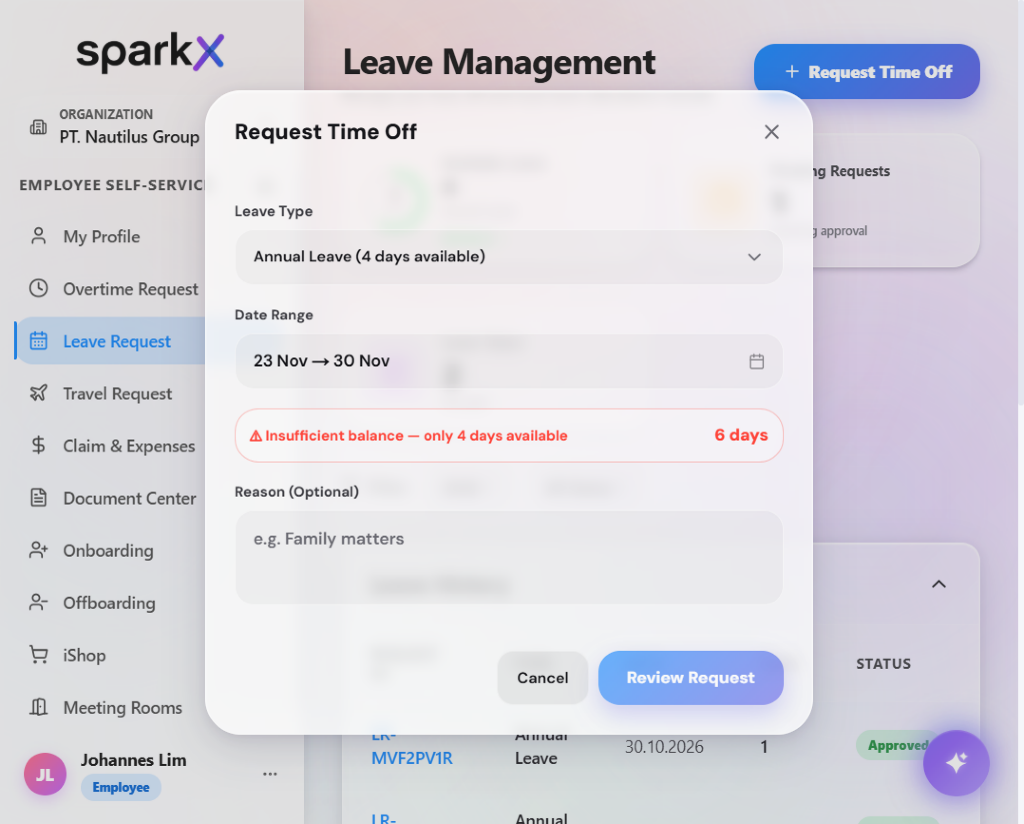 sparkX
ORGANIZATION
PT. Nautilus Group
EMPLOYEE SELF-SERVIC
My Profile
Overtime Request
Leave Request
Travel Request
Claim & Expenses
Document Center
Onboarding
Offboarding
iShop
Meeting Rooms
JL
Johannes Lim
Employee
...
Leave Management
+ Request Time Off
Requests
approval
Request Time Off
Leave Type
Annual Leave (4 days available)
Date Range
23 Nov → 30 Nov
⚠ Insufficient balance — only 4 days available
6 days
Reason (Optional)
e.g. Family matters
Cancel
Review Request
STATUS
LR-
MVF2PV1R
Annual
Leave
30.10.2026
1
Approved
LR-
Annual